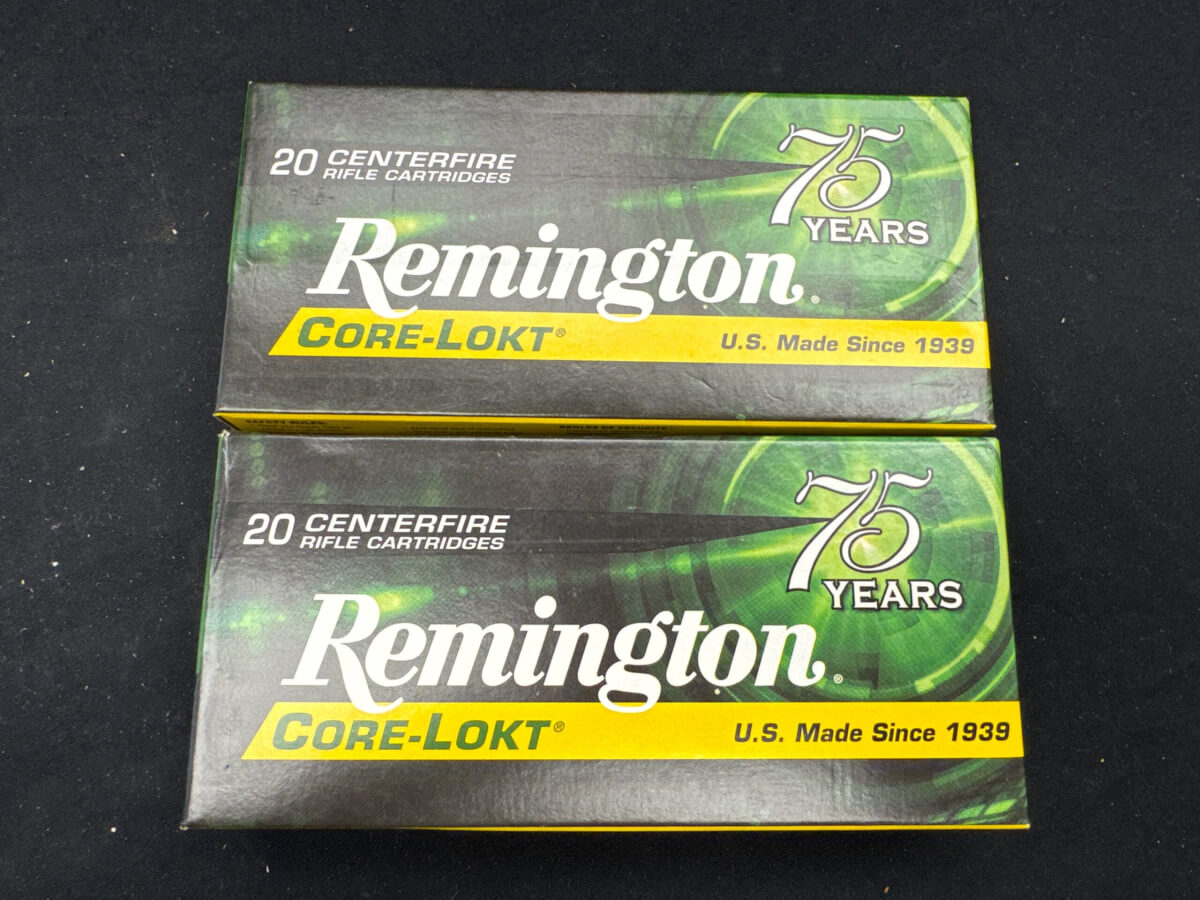 20 CENTERFIRE
RIFLE CARTRIDGES
75
YEARS
Remington®
CORE-LOKT®
U.S. Made Since 1939
20 CENTERFIRE
RIFLE CARTRIDGES
75
YEARS
Remington®
CORE-LOKT®
U.S. Made Since 1939